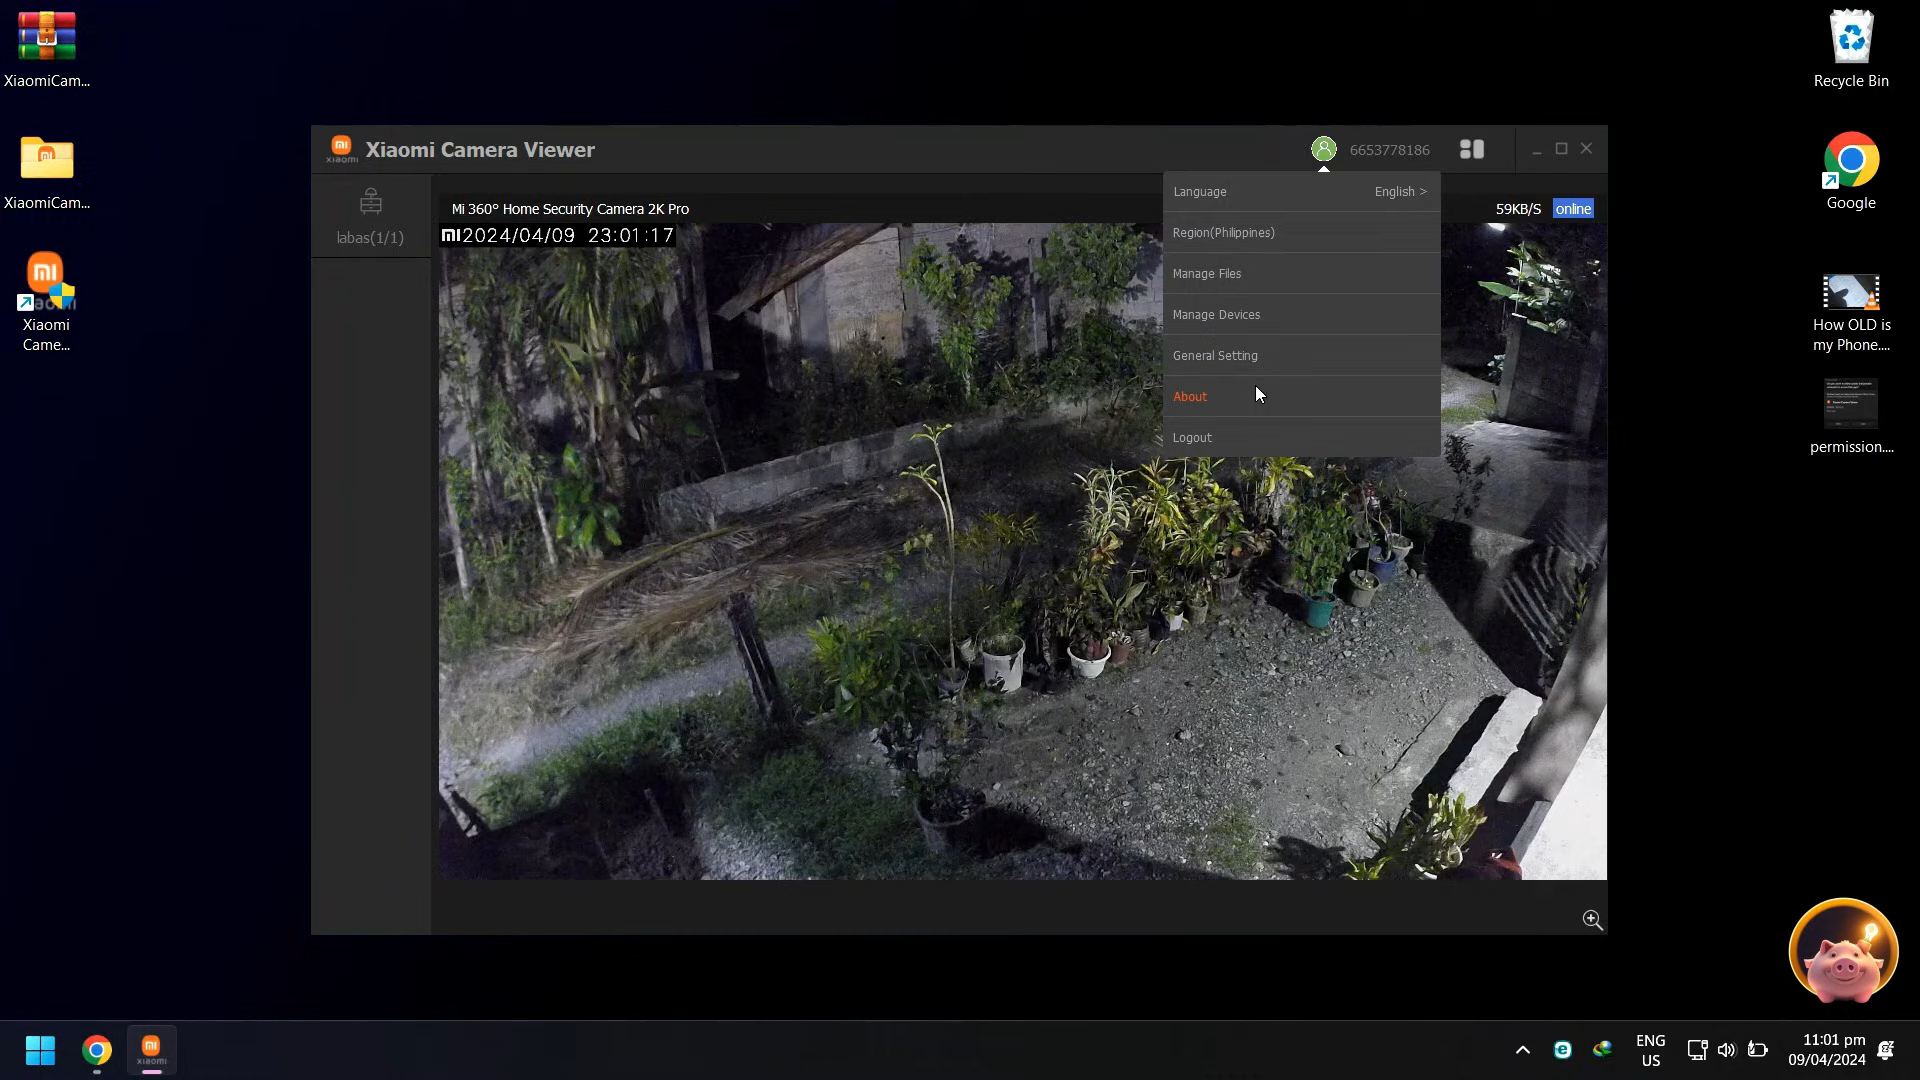 XiaomiCam...
Recycle Bin
XiaomiCam...
Google
Xiaomi
Came...
How OLD is
my Phone....
permission....
xiaomi
Xiaomi Camera Viewer
6653778186
labas(1/1)
Mi 360° Home Security Camera 2K Pro
59KB/S
online
mi 2024/04/09 23:01:17
Language
English >
Region(Philippines)
Manage Files
Manage Devices
General Setting
About
Logout
ENG
US
11:01 pm
09/04/2024